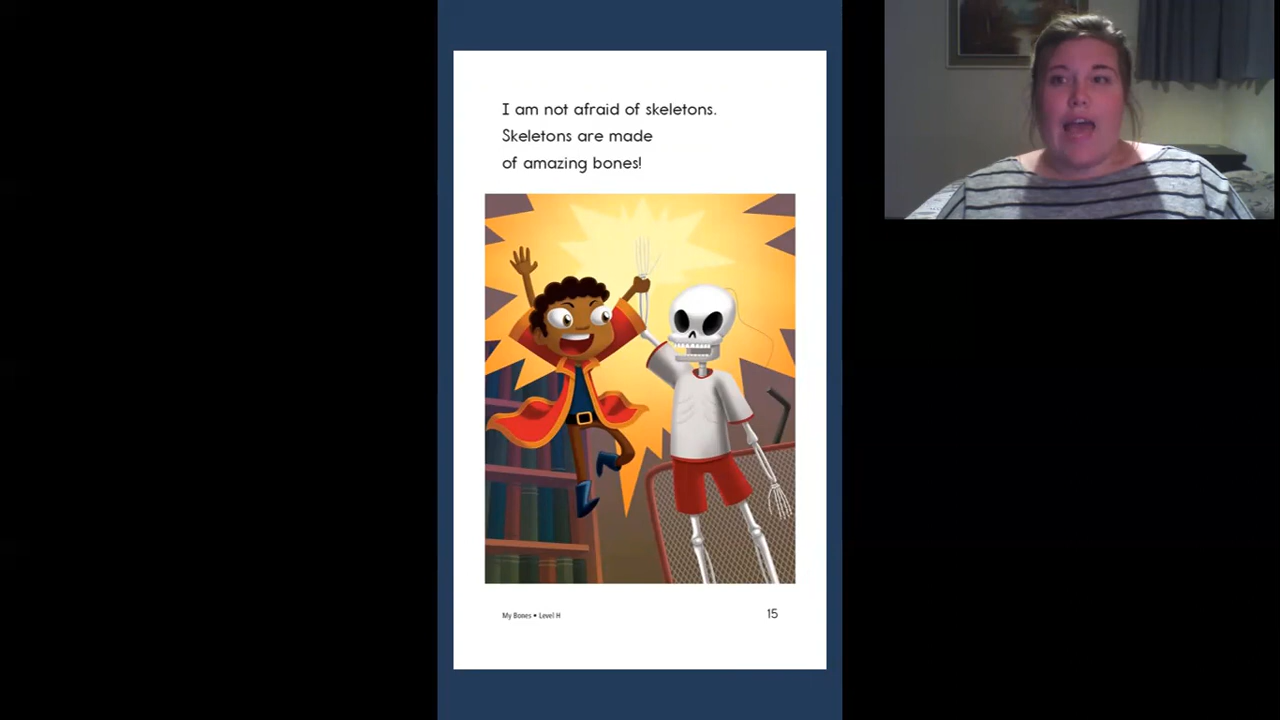 I am not afraid of skeletons.
Skeletons are made
of amazing bones!
My Bones • Level H
15